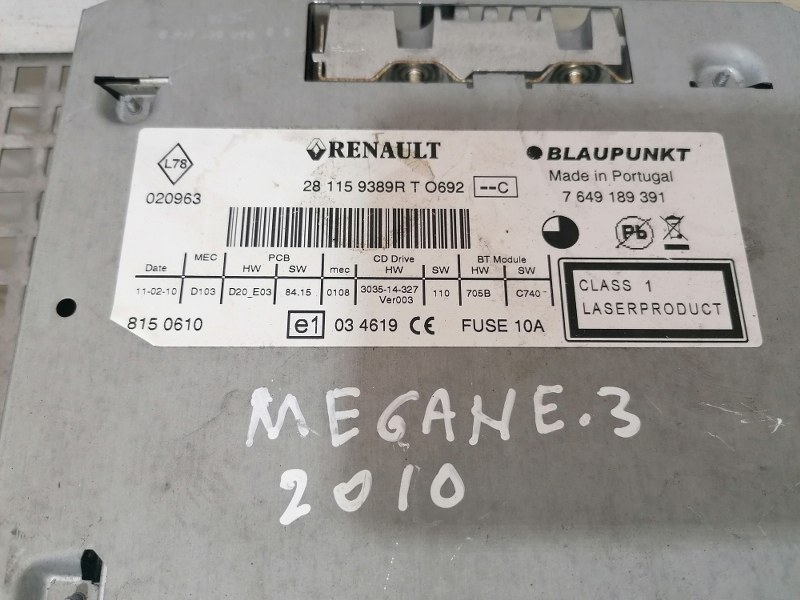 L78
020963
RENAULT
BLAUPUNKT
Made in Portugal
28 115 9389R T O692 --C
7 649 189 391
Pb
MEC PCB CD Drive BT Module
Date HW SW mec HW SW HW SW
11-02-10 D103 D20_E03 84.15 0108 3035-14-327 110 705B C740
Ver003
CLASS 1
LASERPRODUCT
815 0610 e1 03 4619 CE FUSE 10A
MEGANE.3
2010